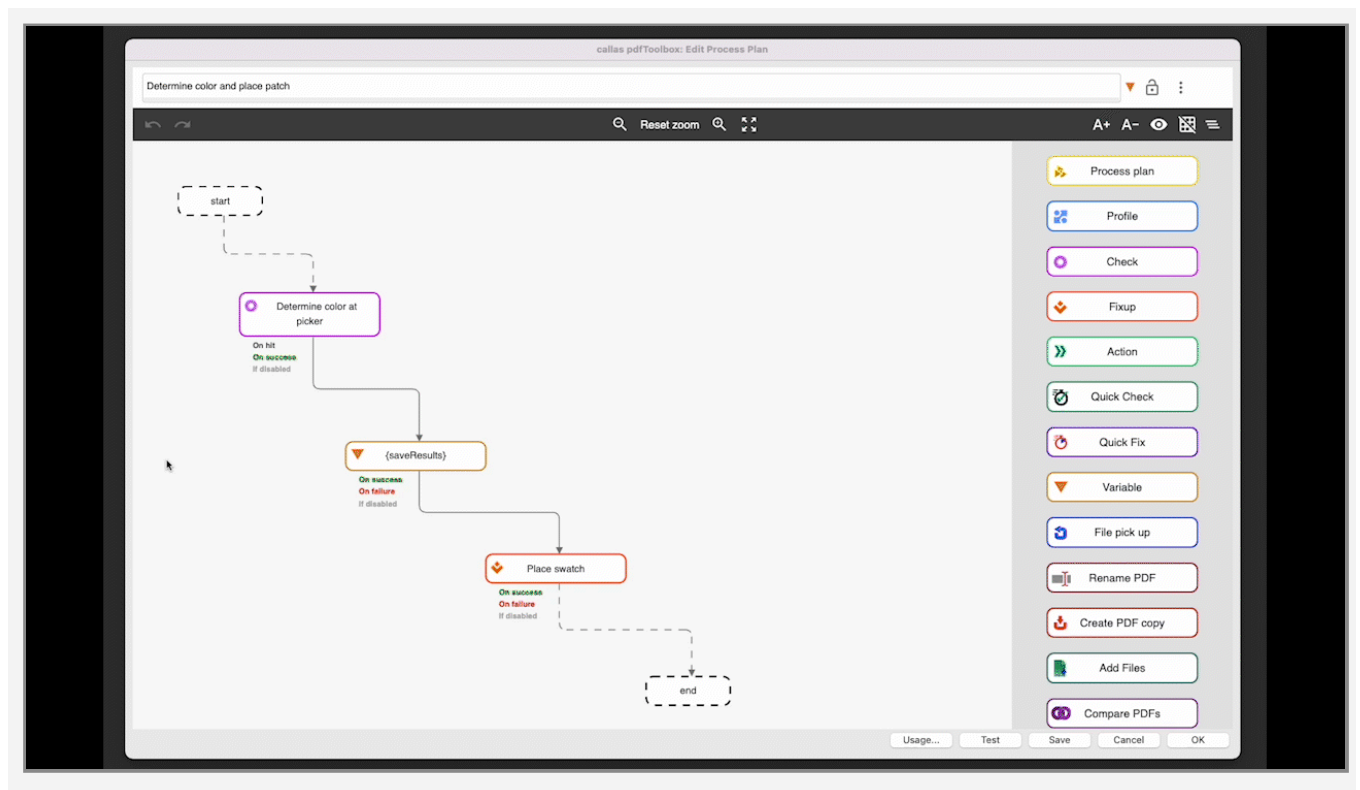 callas pdfToolbox: Edit Process Plan
Determine color and place patch
Reset zoom
A+ A-
start
Determine color at
picker
On hit
On success
If disabled
{saveResults}
On success
On failure
If disabled
Place swatch
On success
On failure
If disabled
end
Process plan
Profile
Check
Fixup
Action
Quick Check
Quick Fix
Variable
File pick up
Rename PDF
Create PDF copy
Add Files
Compare PDFs
Usage... Test Save Cancel OK